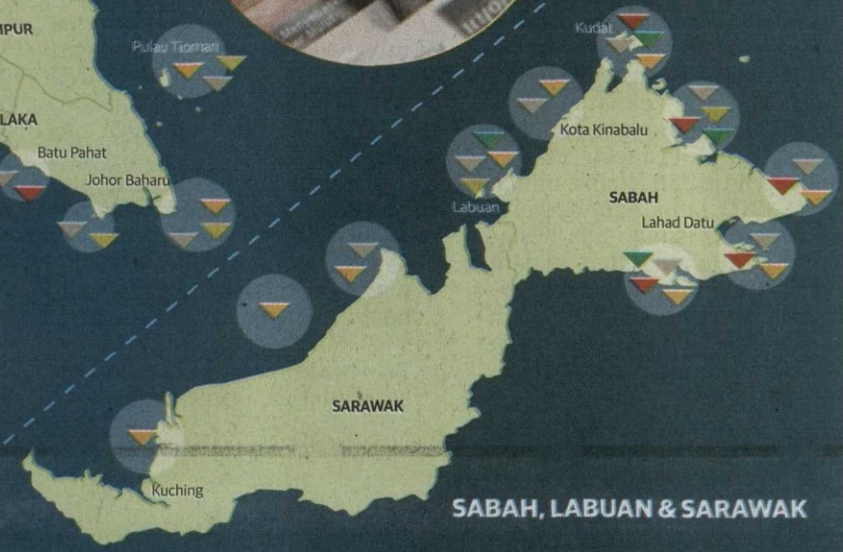 MPUR
Pulau Tioman
Kudat
LAKA
Batu Pahat
Kota Kinabalu
Johor Baharu
SABAH
Labuan
Lahad Datu
SARAWAK
Kuching
SABAH, LABUAN & SARAWAK